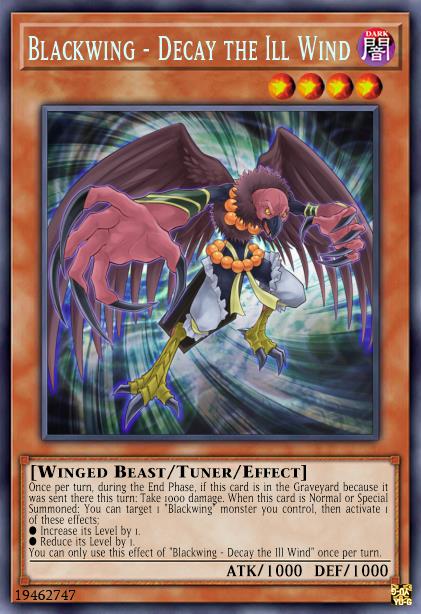 Blackwing - Decay the Ill Wind
DARK
闇
[Winged Beast/Tuner/Effect]
Once per turn, during the End Phase, if this card is in the Graveyard because it
was sent there this turn: Take 1000 damage. When this card is Normal or Special
Summoned: You can target 1 "Blackwing" monster you control, then activate 1
of these effects;
● Increase its Level by 1.
● Reduce its Level by 1.
You can only use this effect of "Blackwing - Decay the Ill Wind" once per turn.
ATK/1000 DEF/1000
19462747